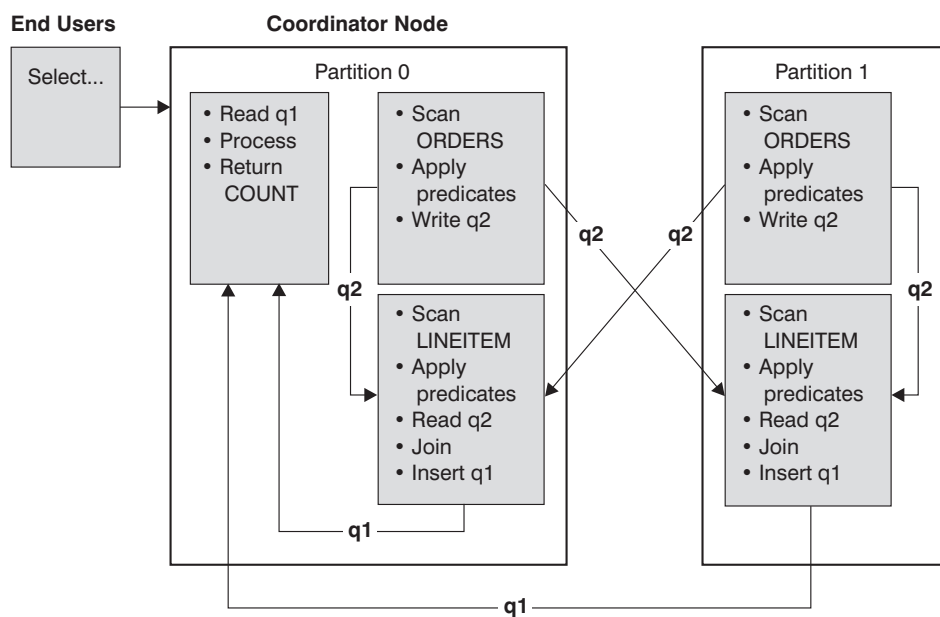 End Users
Coordinator Node
Select...
Partition 0
• Read q1
• Process
• Return
COUNT
• Scan
ORDERS
• Apply
predicates
• Write q2
q2
• Scan
LINEITEM
• Apply
predicates
• Read q2
• Join
• Insert q1
q1
q2
q2
Partition 1
• Scan
ORDERS
• Apply
predicates
• Write q2
q2
• Scan
LINEITEM
• Apply
predicates
• Read q2
• Join
• Insert q1
q1